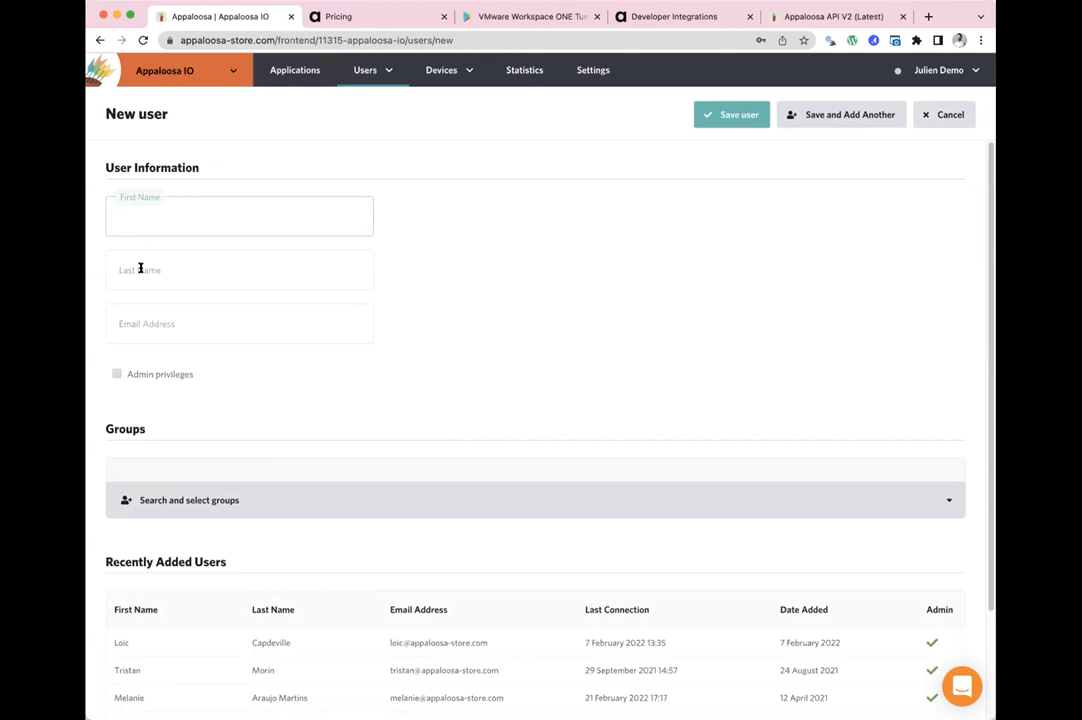 Appaloosa | Appaloosa IO
Pricing
VMware Workspace ONE Tun
Developer Integrations
Appaloosa API V2 (Latest)
appaloosa-store.com/frontend/11315-appaloosa-io/users/new
Appaloosa IO
Applications
Users
Devices
Statistics
Settings
Julien Demo
New user
Save user
Save and Add Another
Cancel
User Information
First Name
Last Name
Email Address
Admin privileges
Groups
Search and select groups
Recently Added Users
First Name Last Name Email Address Last Connection Date Added Admin
Loic Capdeville loic@appaloosa-store.com 7 February 2022 13:35 7 February 2022
Tristan Morin tristan@appaloosa-store.com 29 September 2021 14:57 24 August 2021
Melanie Araujo Martins melanie@appaloosa-store.com 21 February 2022 17:17 12 April 2021